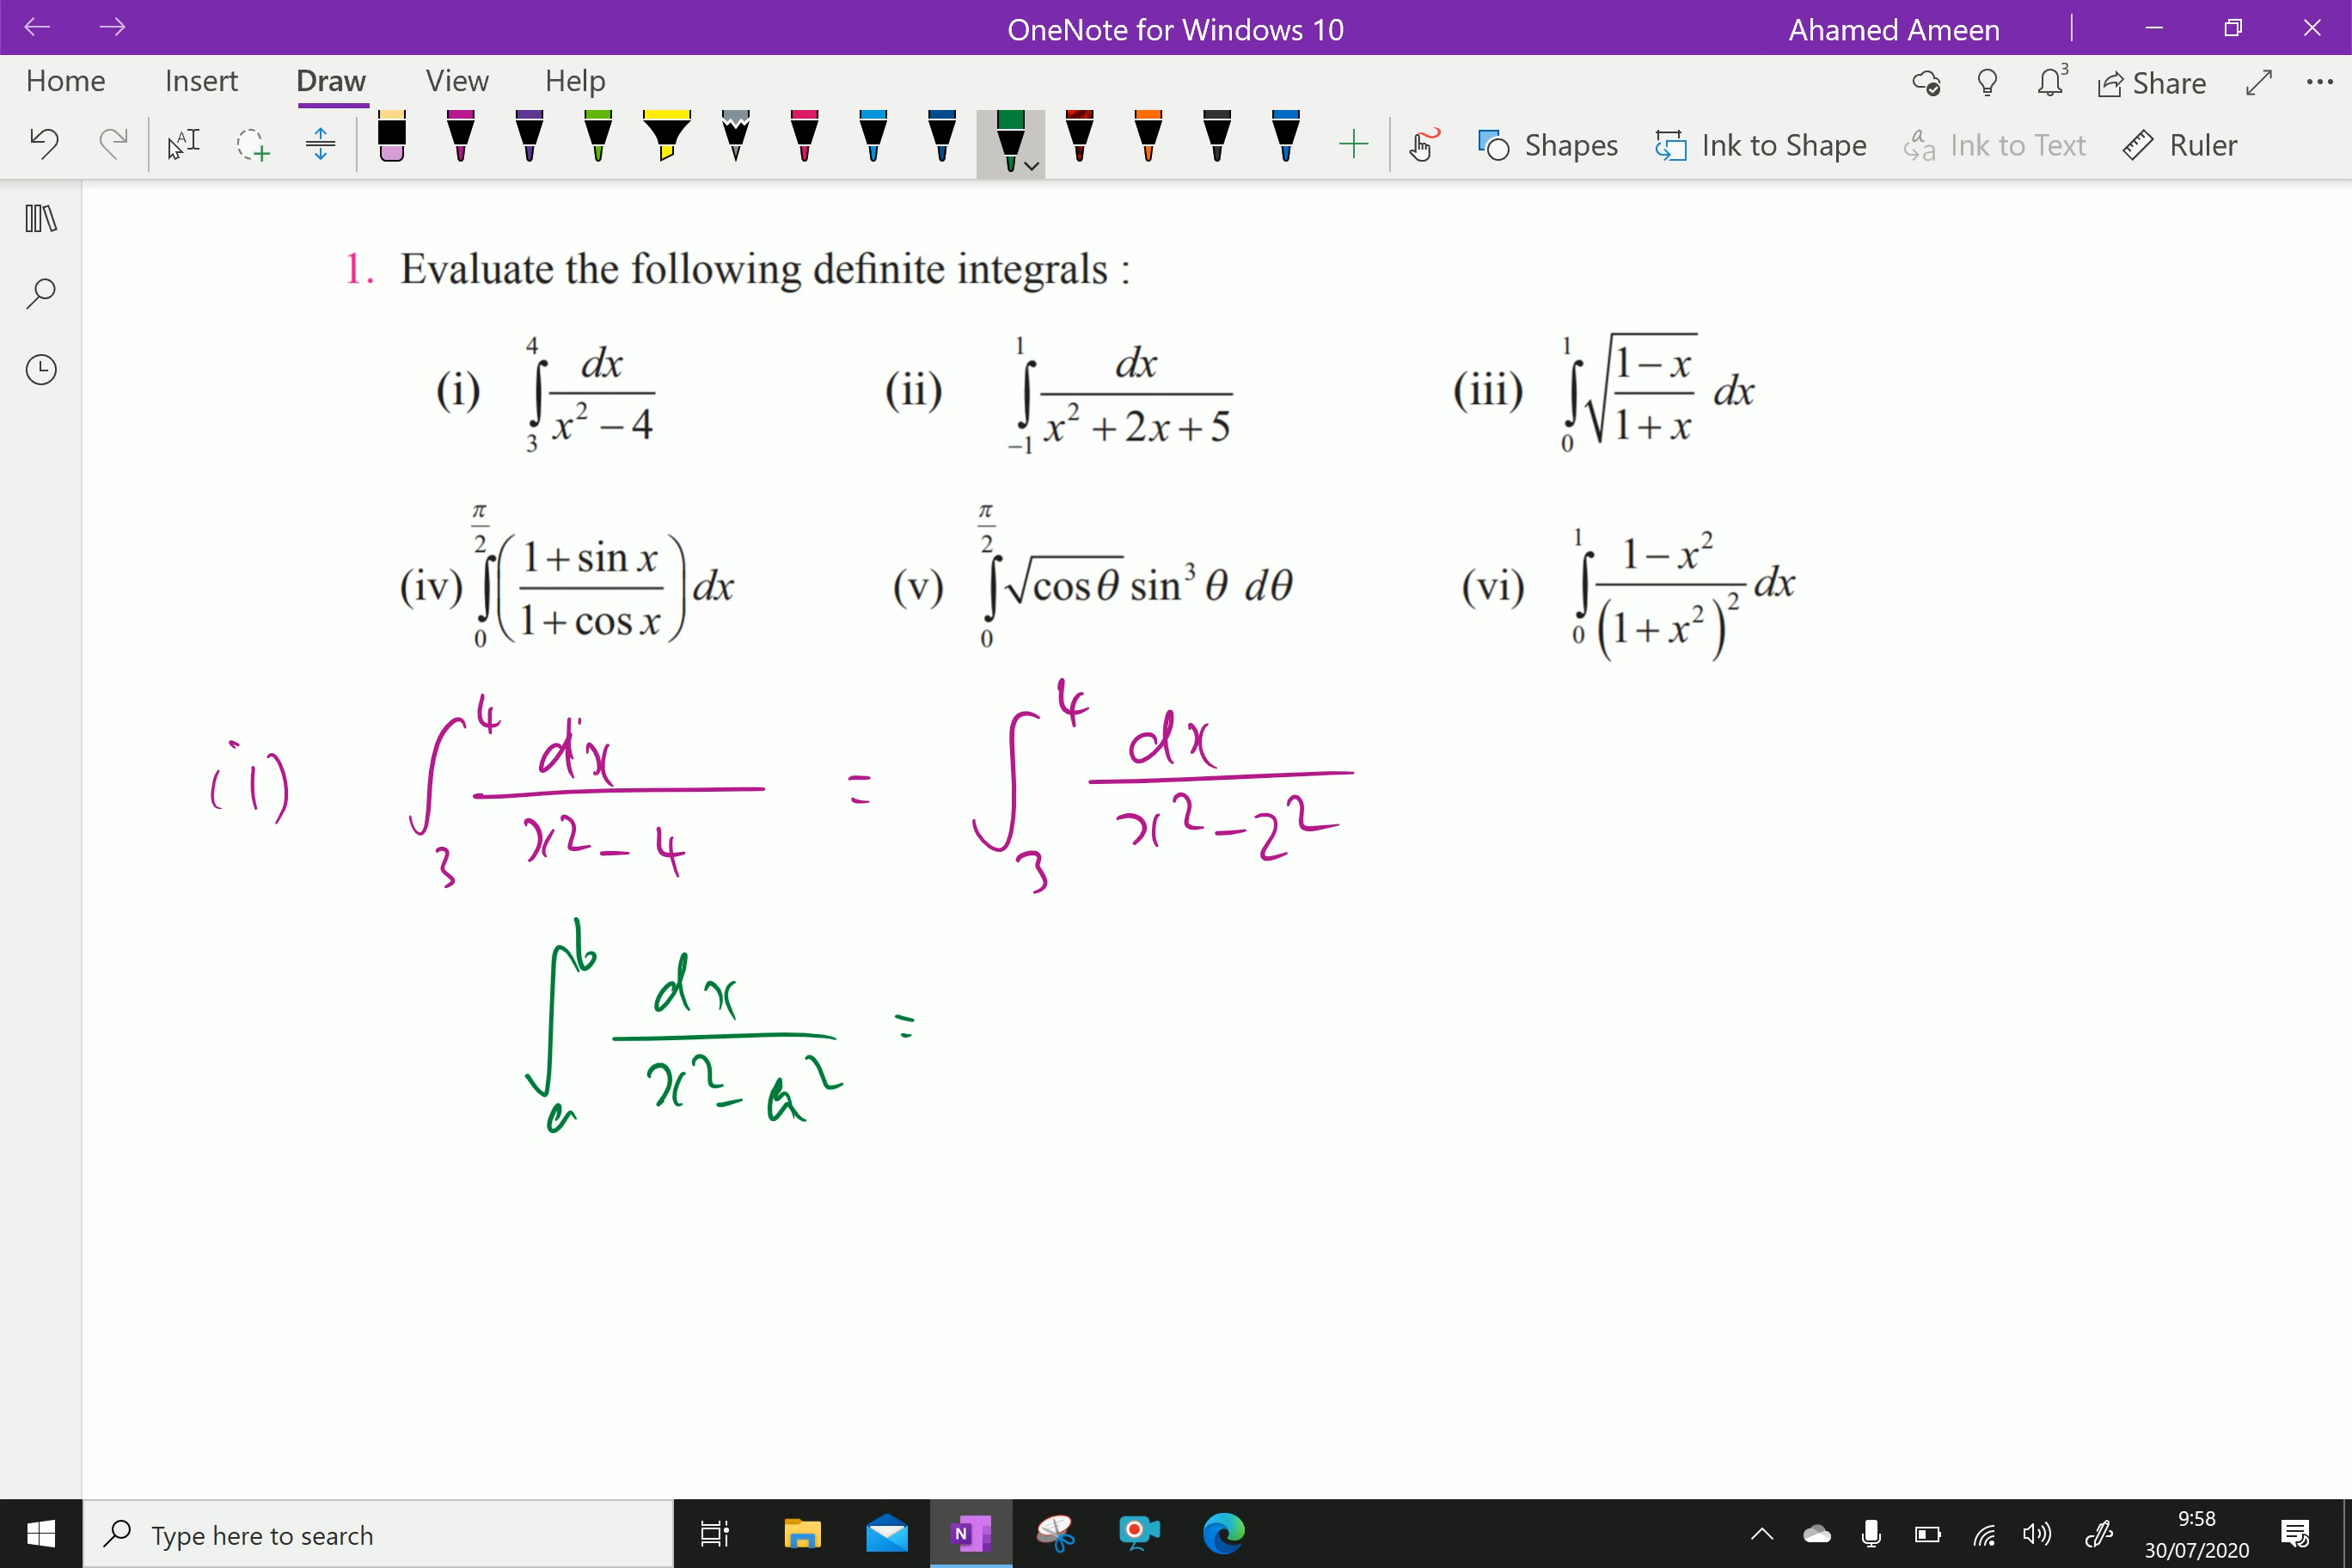 OneNote for Windows 10 Ahamed Ameen
Home Insert Draw View Help 3 Share
Shapes Ink to Shape Ink to Text Ruler
1. Evaluate the following definite integrals :
(i) ∫₃⁴ dx/(x² − 4) (ii) ∫₋₁¹ dx/(x² + 2x + 5) (iii) ∫₀¹ √((1 − x)/(1 + x)) dx
(iv) ∫₀^(π/2) ((1 + sin x)/(1 + cos x)) dx (v) ∫₀^(π/2) √(cos θ) sin³ θ dθ (vi) ∫₀¹ (1 − x²)/(1 + x²)² dx
(i) ∫₃⁴ dx/(x² − 4) = ∫₃⁴ dx/(x² − 2²)
∫ₐᵇ dx/(x² − a²) =
Type here to search 9:58
30/07/2020